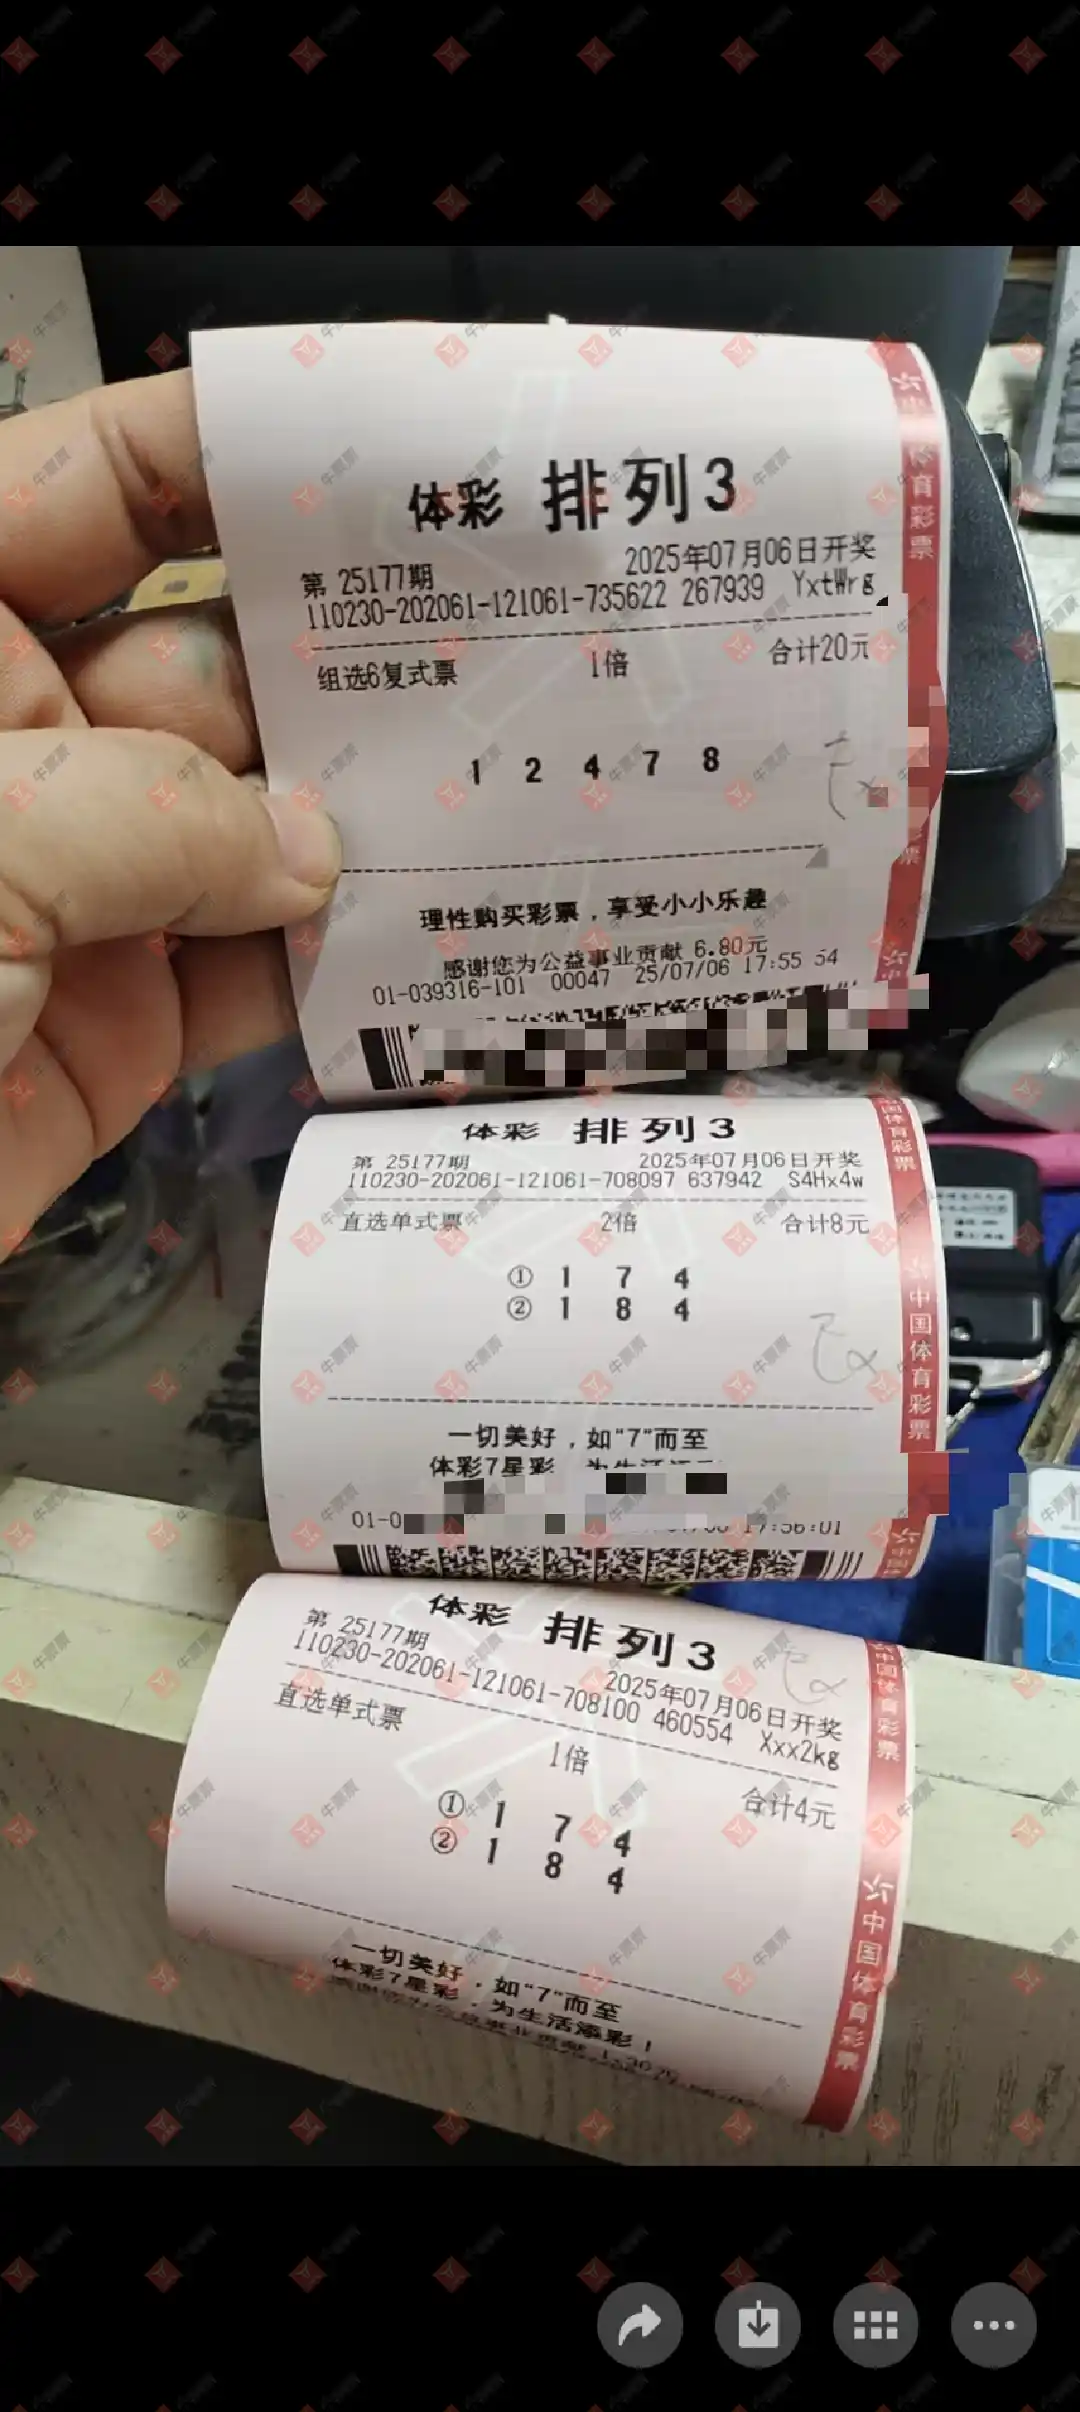 体彩 排列3
第 25177期 2025年07月06日开奖
110230-202061-121061-735622 267939 YxtWrg
组选6复式票 1倍 合计20元
1 2 4 7 8
理性购买彩票，享受小小乐趣
感谢您为公益事业贡献 6.80元
01-039316-101 00047 25/07/06 17:55 54
体彩 排列3
第 25177期 2025年07月06日开奖
110230-202061-121061-708097 637942 S4Hx4w
直选单式票 2倍 合计8元
① 1 7 4
② 1 8 4
一切美好，如“7”而至
体彩7星彩
01-0 17:56:01
体彩 排列3
第 25177期 2025年07月06日开奖
110230-202061-121061-708100 460554 Xxx2kg
直选单式票 1倍 合计4元
① 1 7 4
② 1 8 4
一切美好，如“7”而至
体彩7星彩，为生活添彩！
中国体育彩票
中国体育彩票
中国体育彩票
牛票票